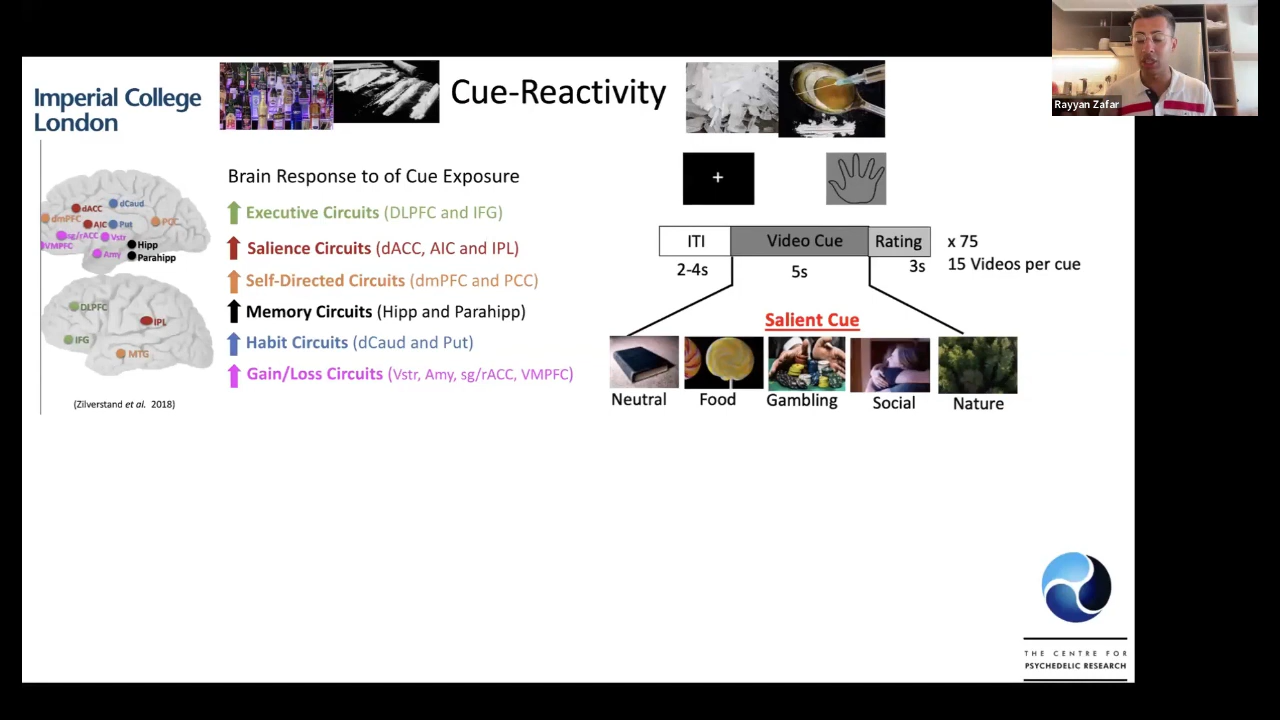 Rayyan Zafar
Imperial College
London
Cue-Reactivity
Brain Response to of Cue Exposure
Executive Circuits (DLPFC and IFG)
Salience Circuits (dACC, AIC and IPL)
Self-Directed Circuits (dmPFC and PCC)
Memory Circuits (Hipp and Parahipp)
Habit Circuits (dCaud and Put)
Gain/Loss Circuits (Vstr, Amy, sg/rACC, VMPFC)
dACC
dCaud
dmPFC
AIC
Put
PCC
sg/rACC
Vstr
VMPFC
Hipp
Amy
Parahipp
DLPFC
IPL
IFG
MTG
(Zilverstand et al. 2018)
+
ITI
Video Cue
Rating
x 75
2-4s
5s
3s
15 Videos per cue
Salient Cue
Neutral
Food
Gambling
Social
Nature
THE CENTRE FOR
PSYCHEDELIC RESEARCH